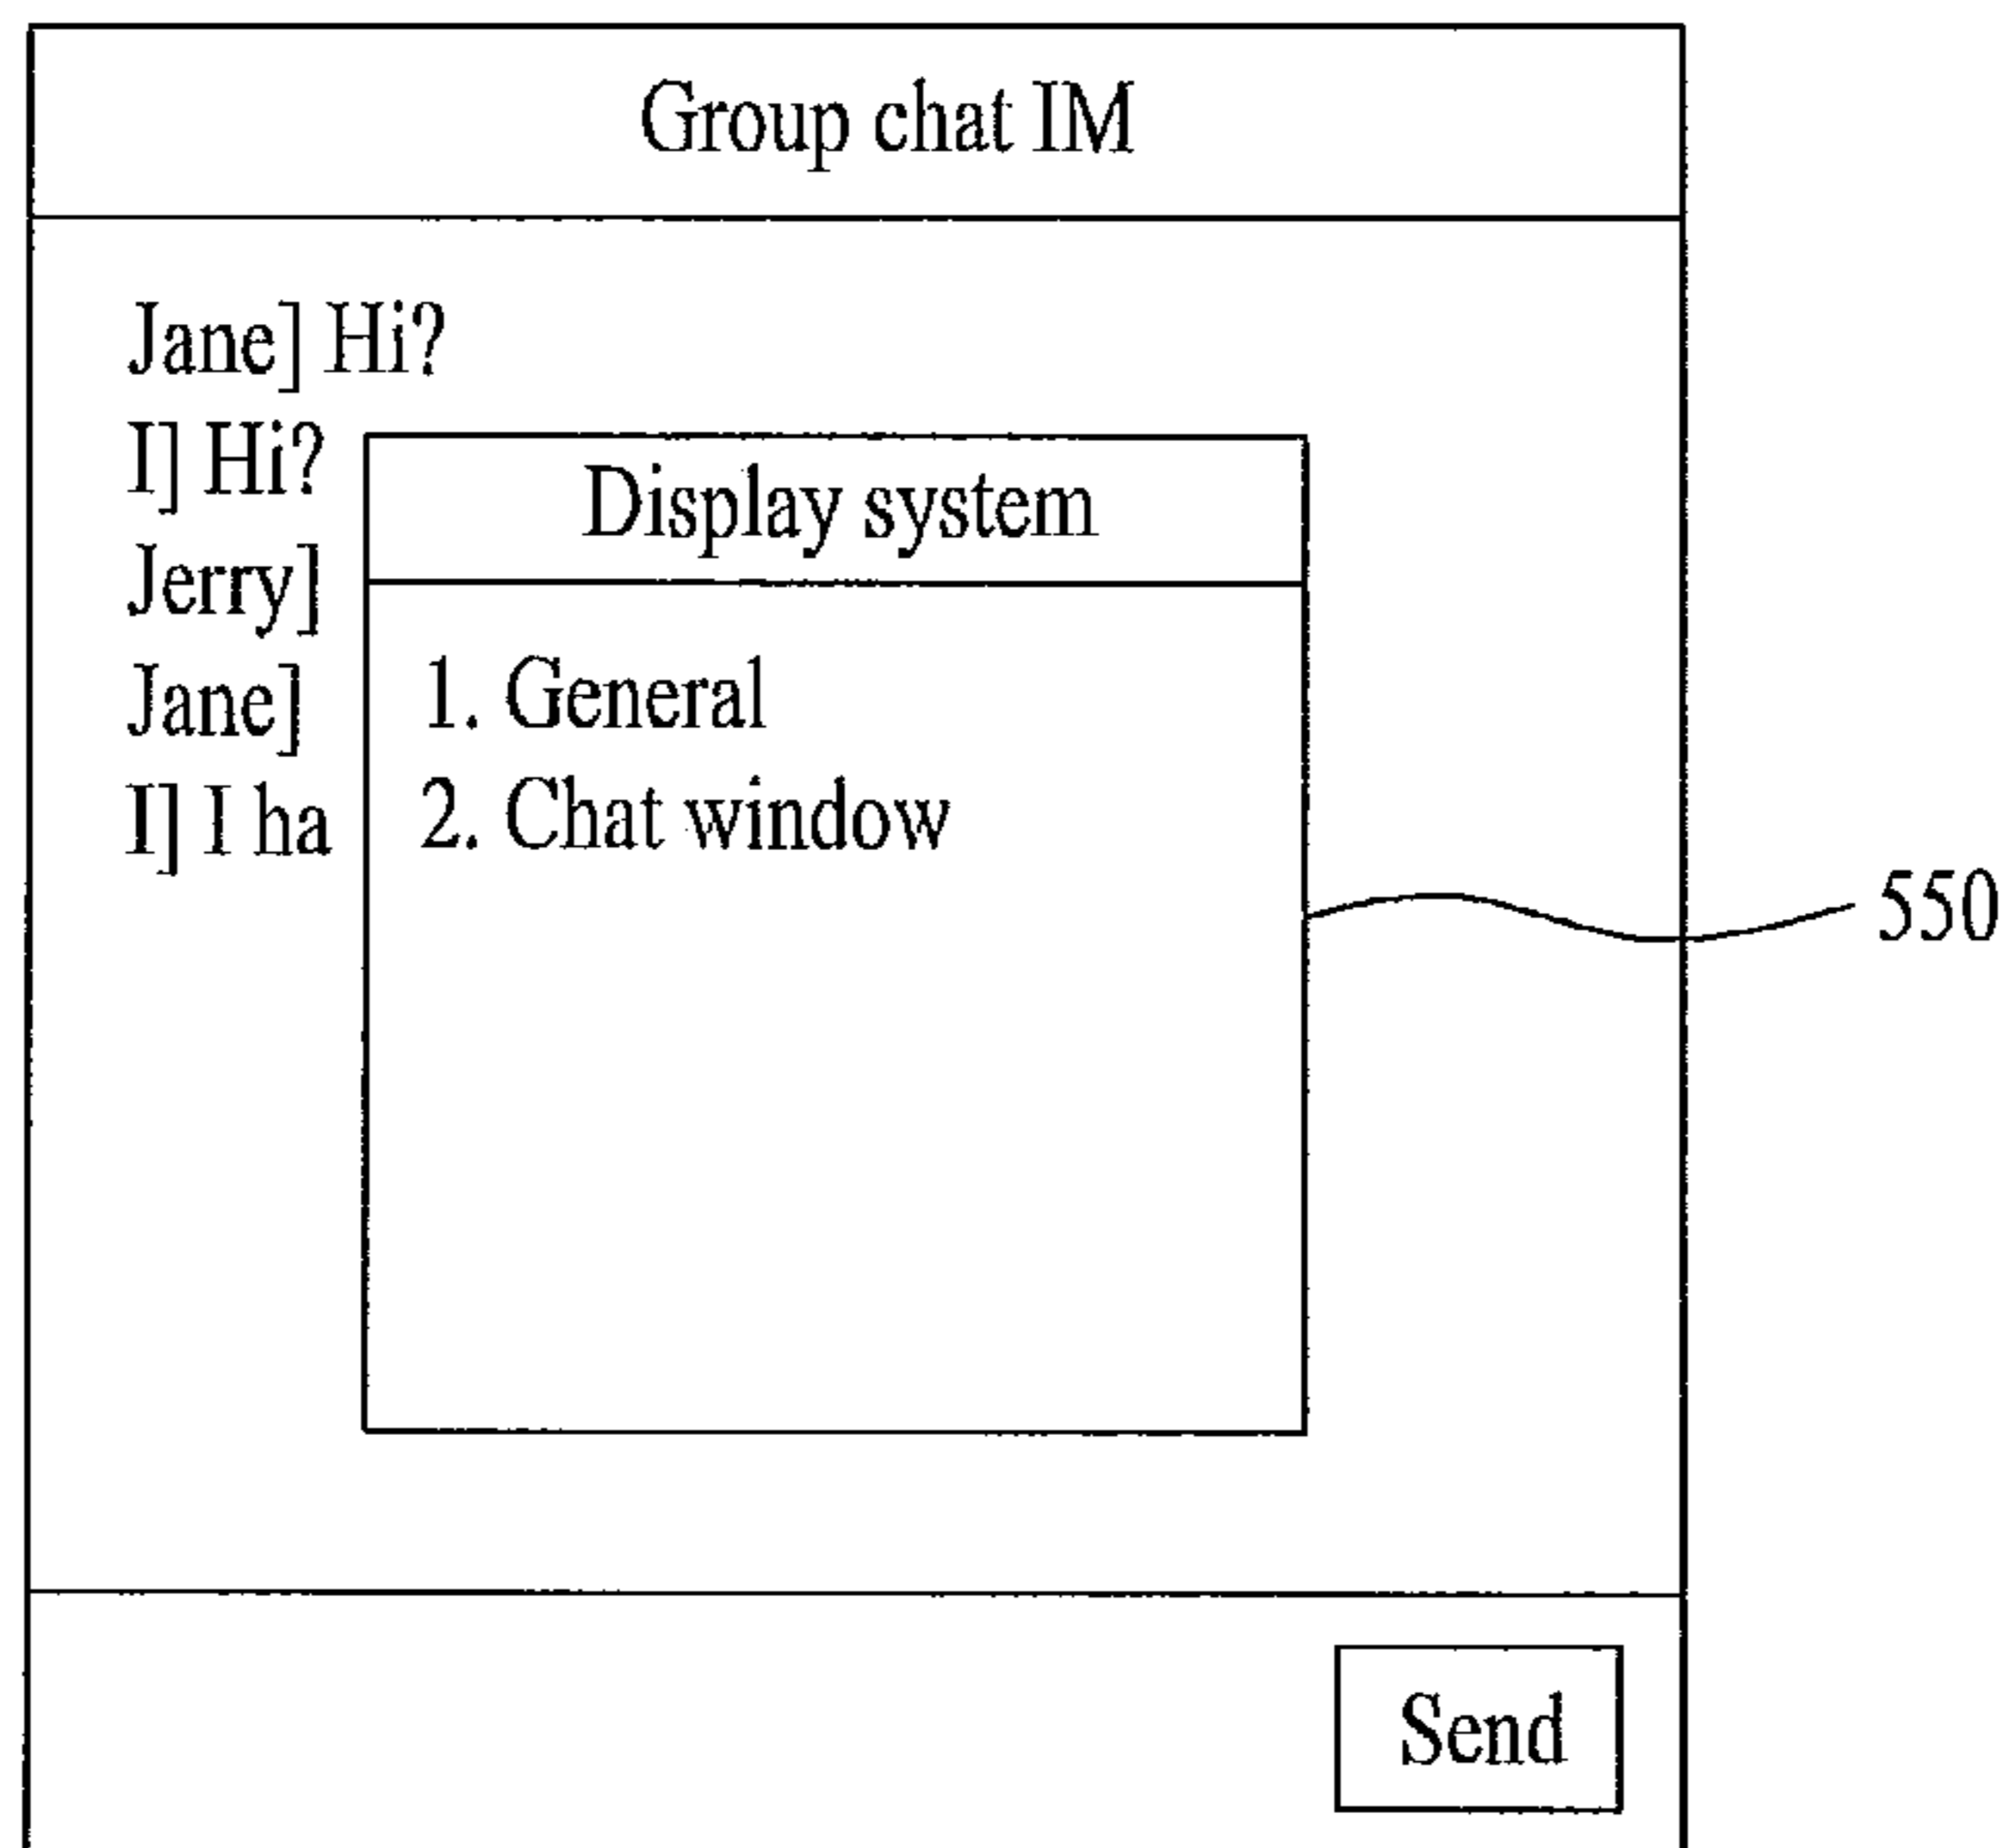 Group chat IM
Jane] Hi?
I] Hi?
Jerry]
Jane]
I] I ha
Display system
1. General
2. Chat window
550
Send